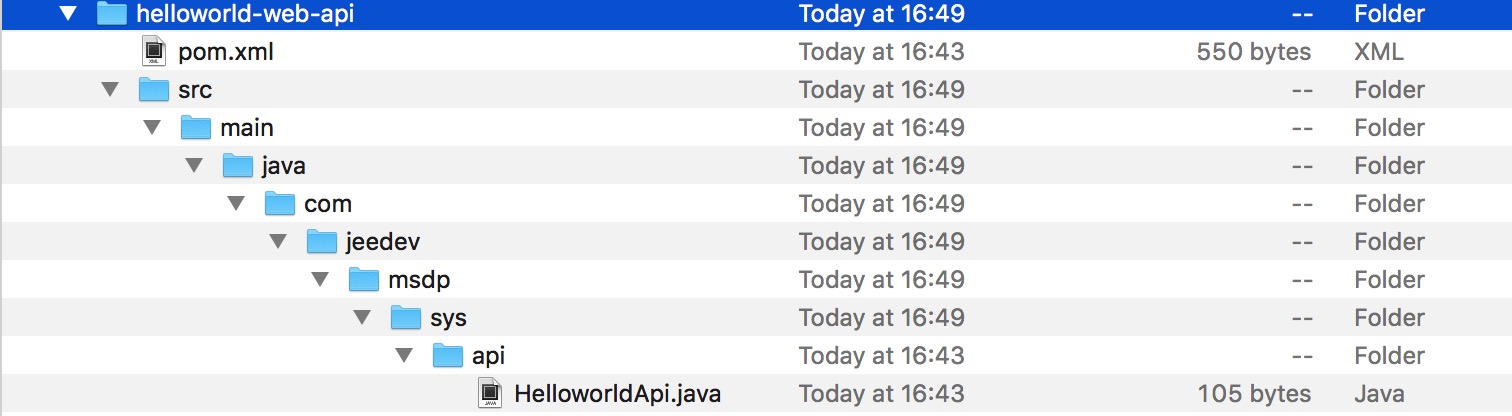 helloworld-web-api Today at 16:49 -- Folder
pom.xml Today at 16:43 550 bytes XML
src Today at 16:49 -- Folder
main Today at 16:49 -- Folder
java Today at 16:49 -- Folder
com Today at 16:49 -- Folder
jeedev Today at 16:49 -- Folder
msdp Today at 16:49 -- Folder
sys Today at 16:49 -- Folder
api Today at 16:43 -- Folder
HelloworldApi.java Today at 16:43 105 bytes Java